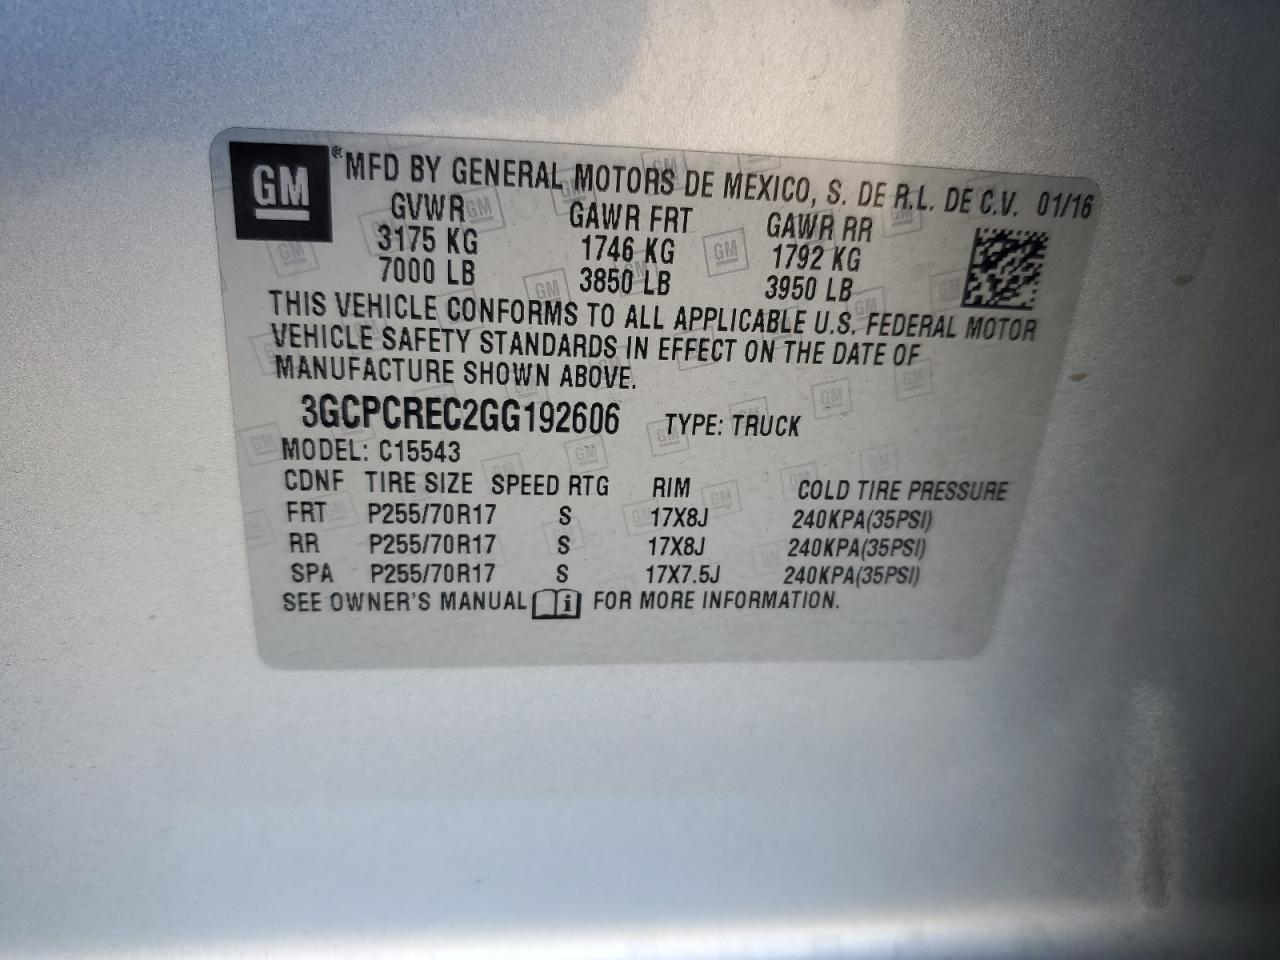 GM ® MFD BY GENERAL MOTORS DE MEXICO, S. DE R.L. DE C.V. 01/16
GVWR GAWR FRT GAWR RR
3175 KG 1746 KG 1792 KG
7000 LB 3850 LB 3950 LB
THIS VEHICLE CONFORMS TO ALL APPLICABLE U.S. FEDERAL MOTOR
VEHICLE SAFETY STANDARDS IN EFFECT ON THE DATE OF
MANUFACTURE SHOWN ABOVE.
3GCPCREC2GG192606 TYPE: TRUCK
MODEL: C15543
CDNF TIRE SIZE SPEED RTG RIM COLD TIRE PRESSURE
FRT P255/70R17 S 17X8J 240KPA(35PSI)
RR P255/70R17 S 17X8J 240KPA(35PSI)
SPA P255/70R17 S 17X7.5J 240KPA(35PSI)
SEE OWNER'S MANUAL i FOR MORE INFORMATION.